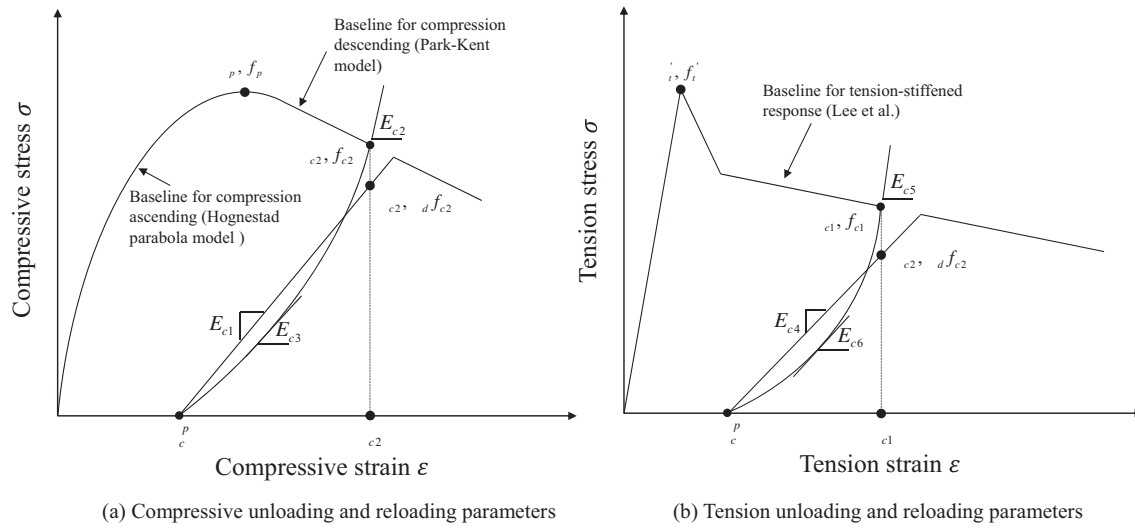 Baseline for compression
descending (Park-Kent
model)
p, fp
Ec2
c2, fc2
c2, d fc2
Baseline for compression
ascending (Hognestad
parabola model )
Ec1
Ec3
p
c
c2
Compressive stress σ
Compressive strain ε
(a) Compressive unloading and reloading parameters
t', ft'
Baseline for tension-stiffened
response (Lee et al.)
Ec5
c1, fc1
c2, d fc2
Ec4
Ec6
p
c
c1
Tension stress σ
Tension strain ε
(b) Tension unloading and reloading parameters